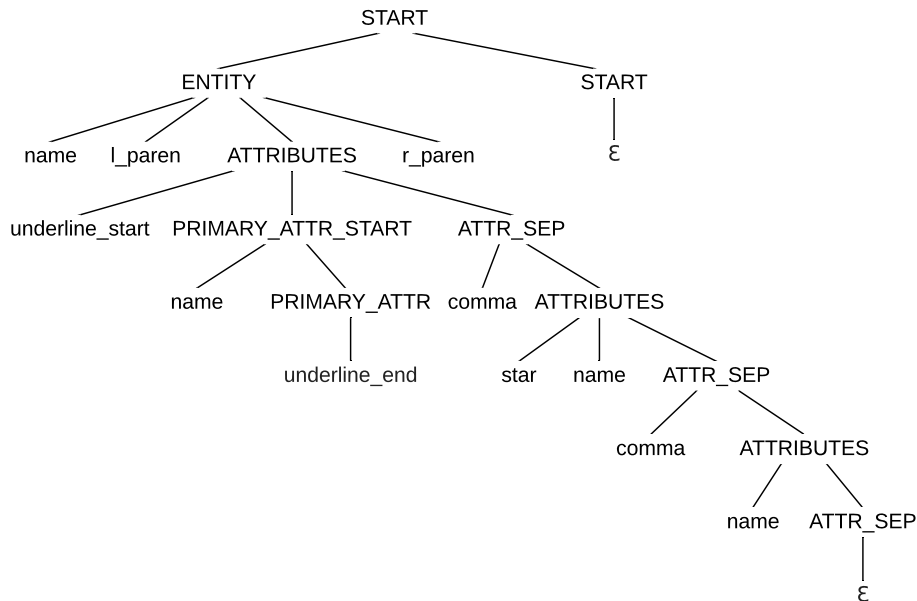 START
ENTITY START
name l_paren ATTRIBUTES r_paren ε
underline_start PRIMARY_ATTR_START ATTR_SEP
name PRIMARY_ATTR comma ATTRIBUTES
underline_end star name ATTR_SEP
comma ATTRIBUTES
name ATTR_SEP
ε